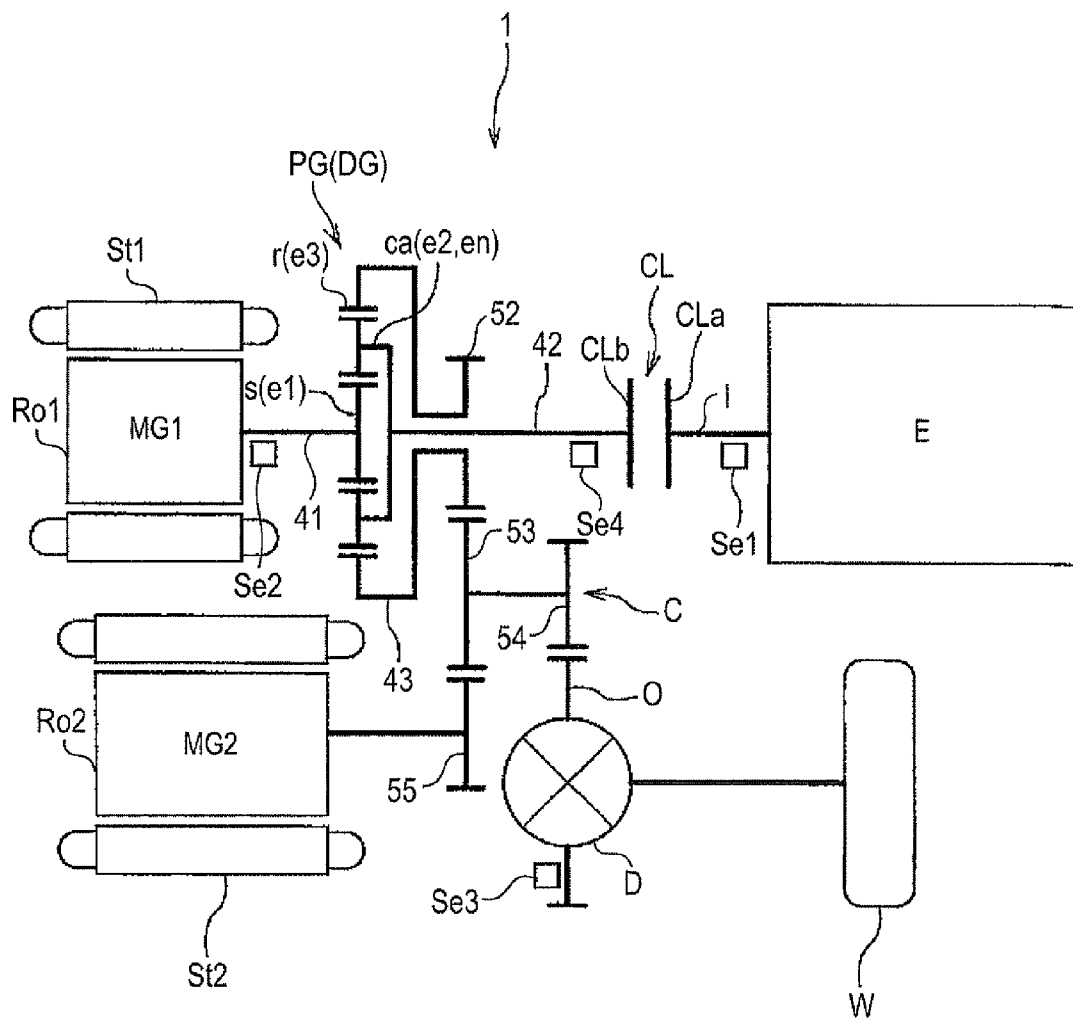 1
PG(DG)
ca(e2,en)
r(e3)
St1
CL
CLa
52
42
CLb
s(e1)
I
Ro1
MG1
E
41
Se2
Se4
Se1
53
C
54
43
O
Ro2
MG2
55
D
Se3
St2
W